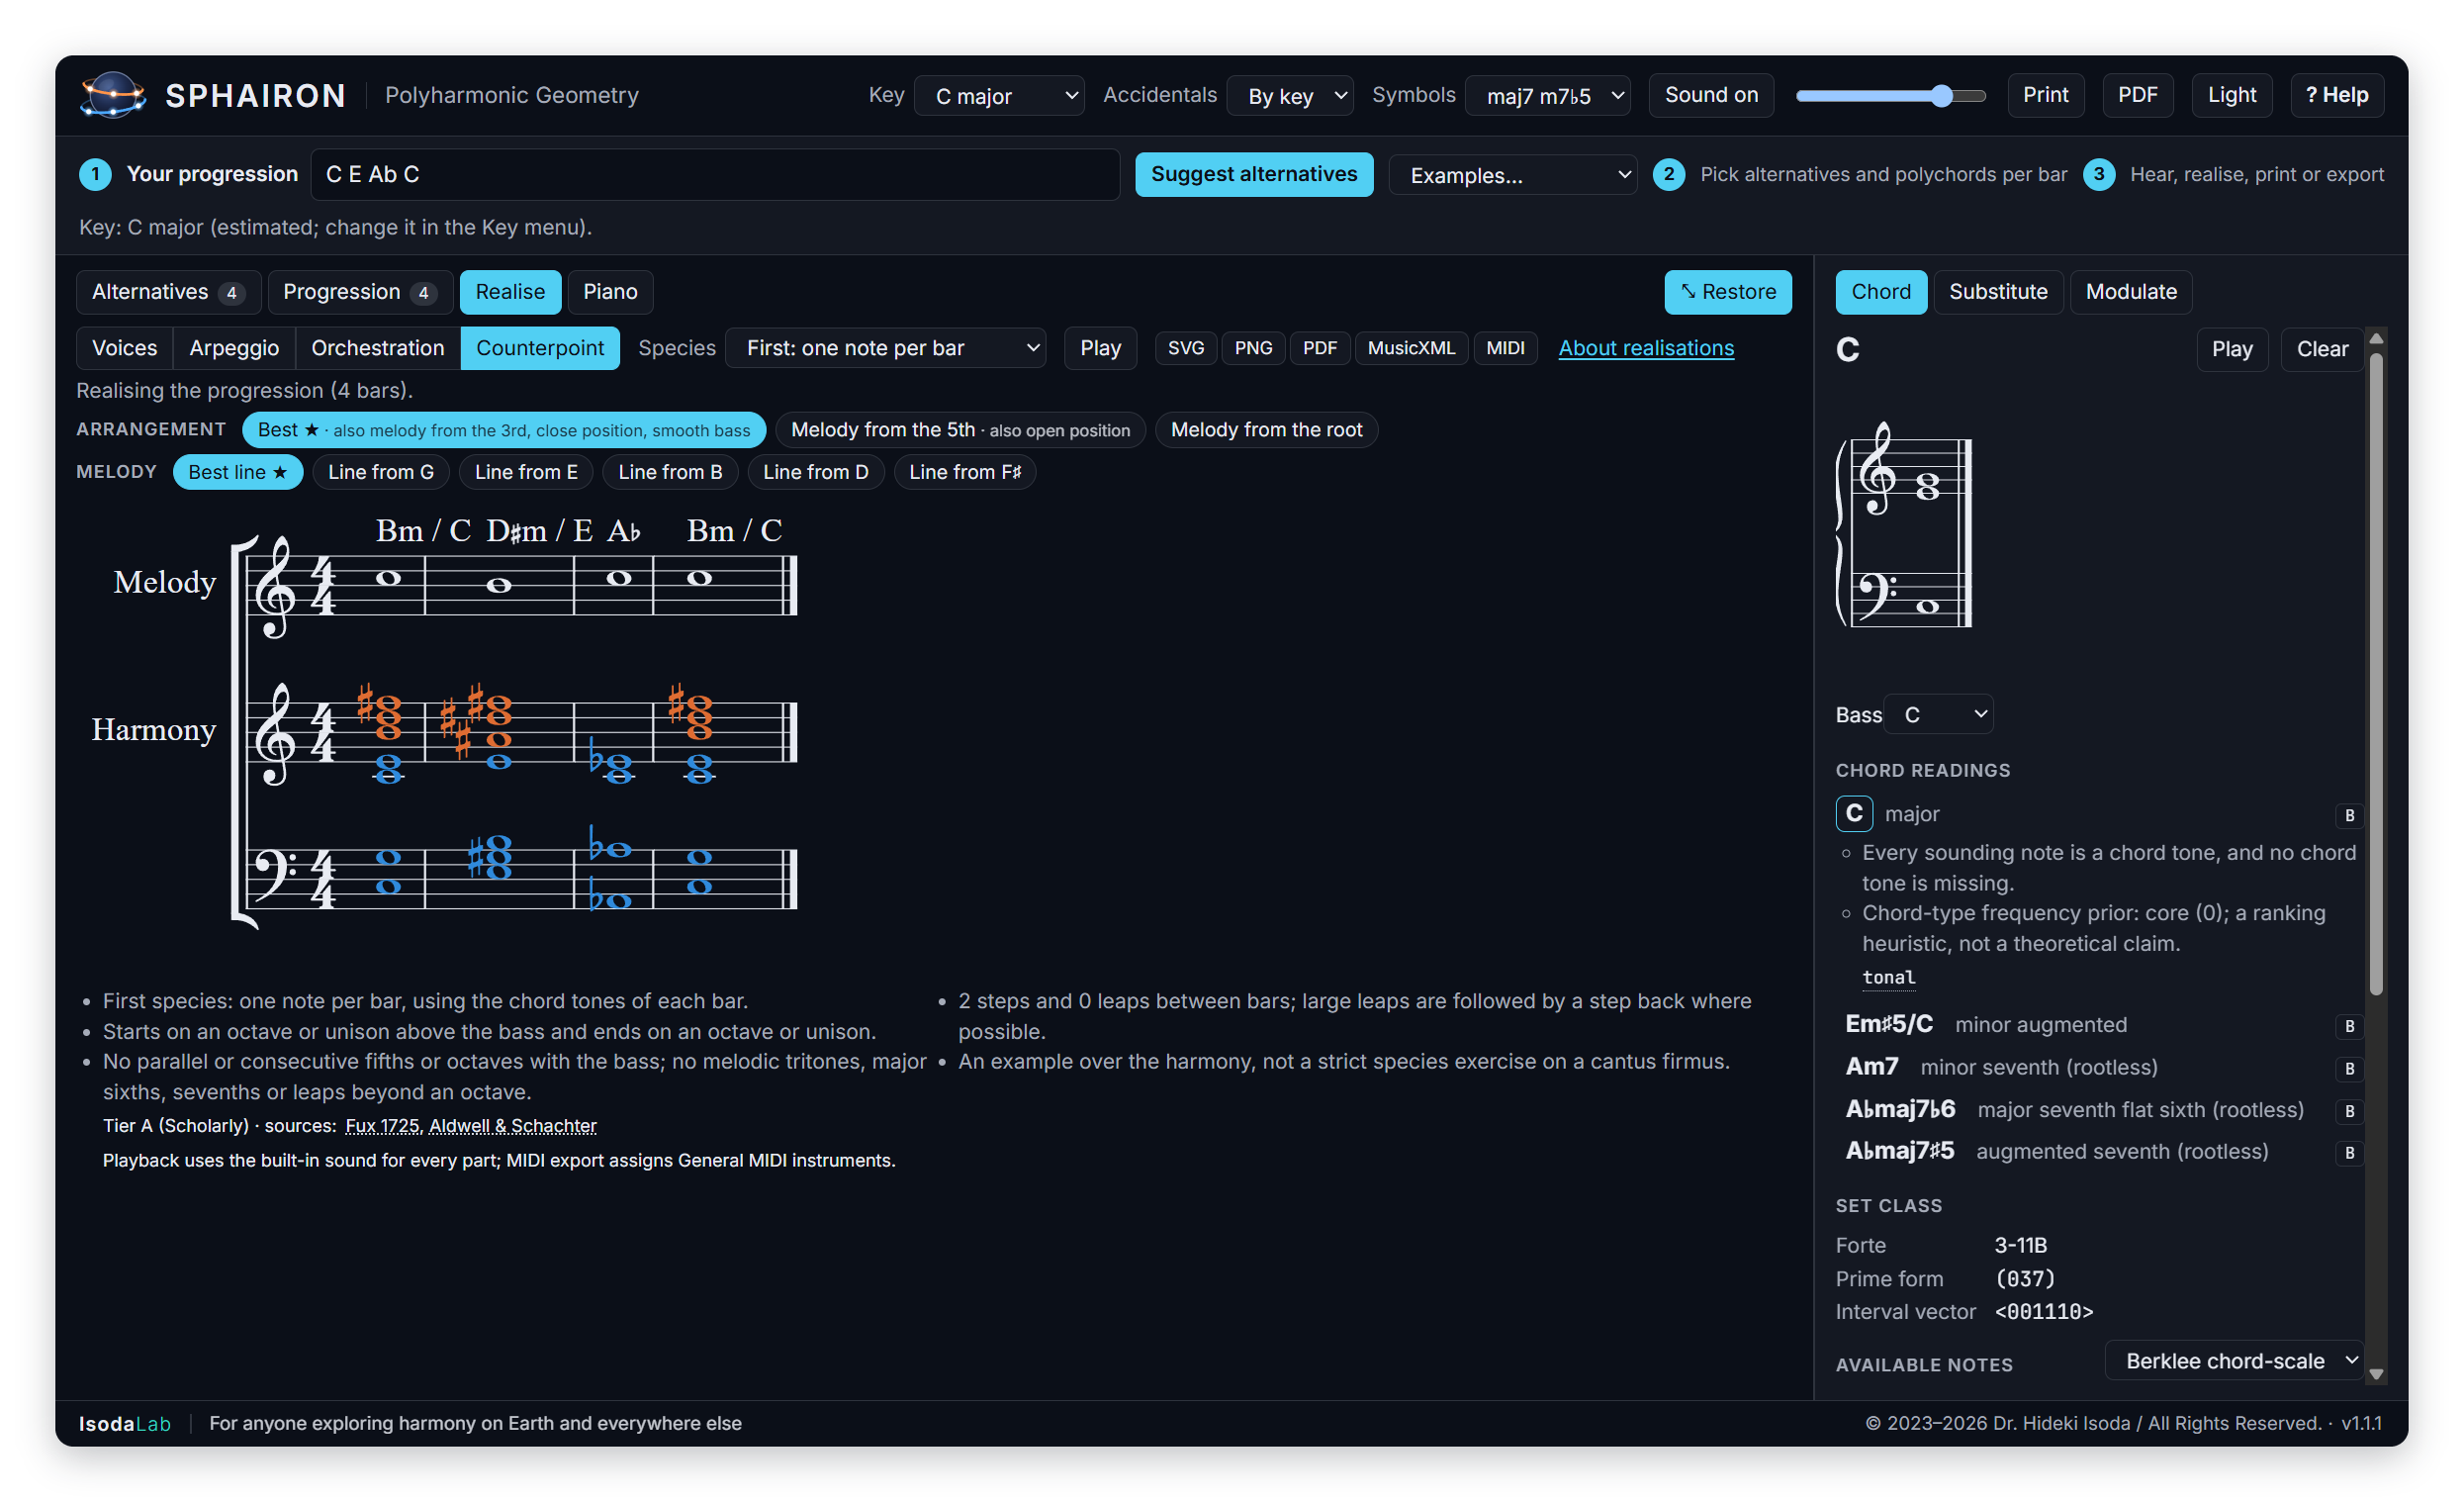 SPHAIRON Polyharmonic Geometry Key C major Accidentals By key Symbols maj7 m7♭5 Sound on Print PDF Light ? Help
1 Your progression C E Ab C Suggest alternatives Examples... 2 Pick alternatives and polychords per bar 3 Hear, realise, print or export
Key: C major (estimated; change it in the Key menu).
Alternatives 4 Progression 4 Realise Piano ⤡ Restore
Voices Arpeggio Orchestration Counterpoint Species First: one note per bar Play SVG PNG PDF MusicXML MIDI About realisations
Realising the progression (4 bars).
ARRANGEMENT Best ★ · also melody from the 3rd, close position, smooth bass Melody from the 5th · also open position Melody from the root
MELODY Best line ★ Line from G Line from E Line from B Line from D Line from F♯
Bm / C D♯m / E A♭ Bm / C
Melody
Harmony
First species: one note per bar, using the chord tones of each bar.
Starts on an octave or unison above the bass and ends on an octave or unison.
No parallel or consecutive fifths or octaves with the bass; no melodic tritones, major
sixths, sevenths or leaps beyond an octave.
2 steps and 0 leaps between bars; large leaps are followed by a step back where
possible.
An example over the harmony, not a strict species exercise on a cantus firmus.
Tier A (Scholarly) · sources: Fux 1725, Aldwell & Schachter
Playback uses the built-in sound for every part; MIDI export assigns General MIDI instruments.
Chord Substitute Modulate
C Play Clear
Bass C
CHORD READINGS
C major B
Every sounding note is a chord tone, and no chord
tone is missing.
Chord-type frequency prior: core (0); a ranking
heuristic, not a theoretical claim.
tonal
Em♯5/C minor augmented B
Am7 minor seventh (rootless) B
A♭maj7♭6 major seventh flat sixth (rootless) B
A♭maj7♯5 augmented seventh (rootless) B
SET CLASS
Forte 3-11B
Prime form (037)
Interval vector <001110>
AVAILABLE NOTES Berklee chord-scale
IsodaLab For anyone exploring harmony on Earth and everywhere else © 2023–2026 Dr. Hideki Isoda / All Rights Reserved. · v1.1.1